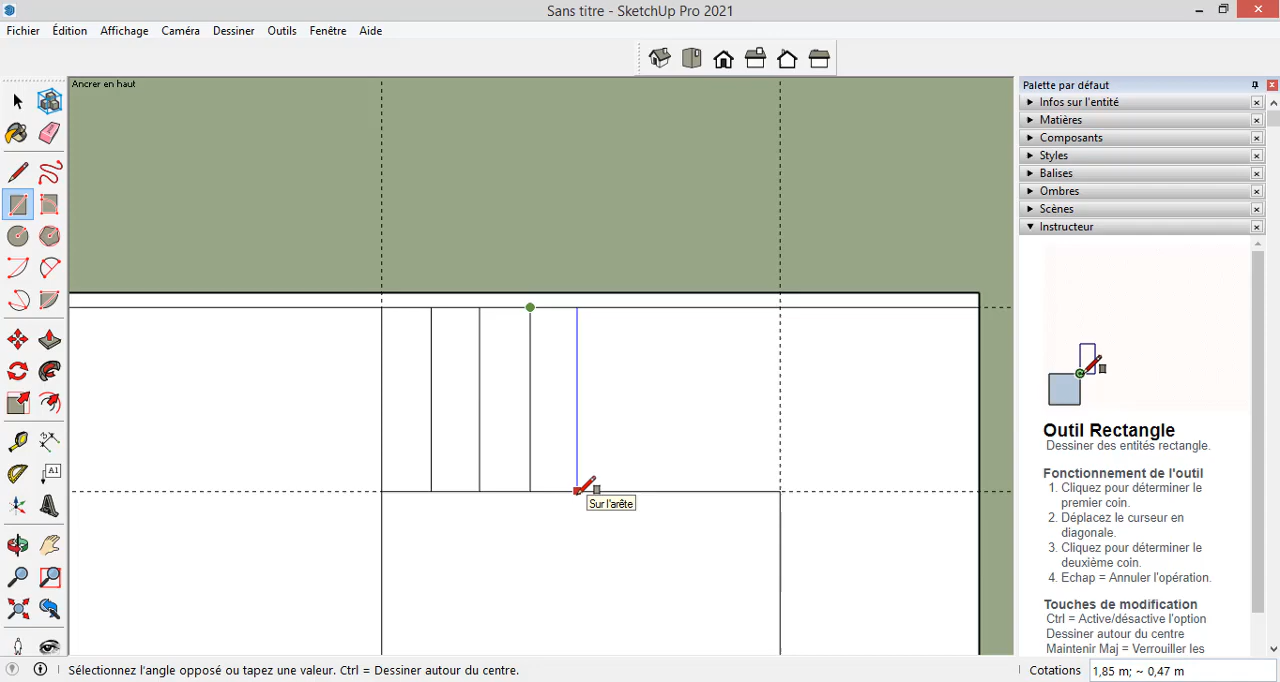 Sans titre - SketchUp Pro 2021
Fichier Édition Affichage Caméra Dessiner Outils Fenêtre Aide
Ancrer en haut
Sur l'arête
A1
Palette par défaut
Infos sur l'entité
Matières
Composants
Styles
Balises
Ombres
Scènes
Instructeur
Outil Rectangle
Dessiner des entités rectangle.
Fonctionnement de l'outil
1. Cliquez pour déterminer le
premier coin.
2. Déplacez le curseur en
diagonale.
3. Cliquez pour déterminer le
deuxième coin.
4. Echap = Annuler l'opération.
Touches de modification
Ctrl = Active/désactive l'option
Dessiner autour du centre
Maintenir Maj = Verrouiller les
Sélectionnez l'angle opposé ou tapez une valeur. Ctrl = Dessiner autour du centre.
Cotations 1,85 m; ~ 0,47 m